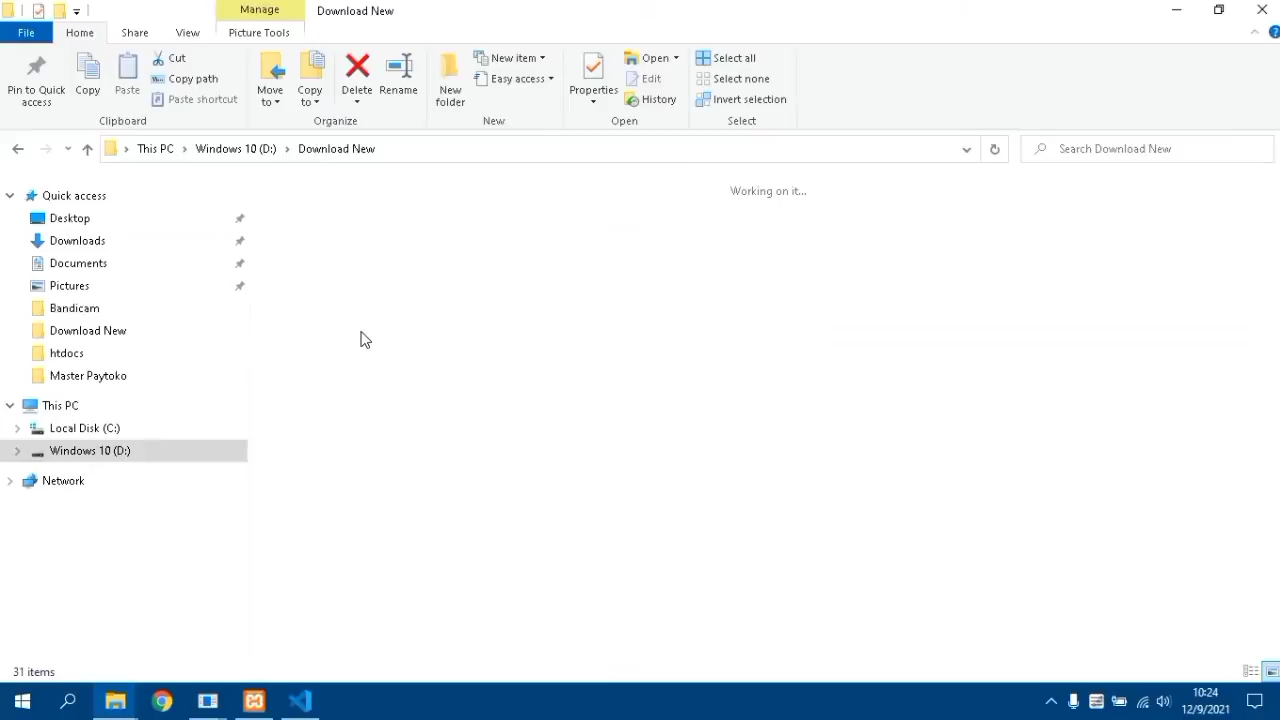 Manage
Download New
File
Home
Share
View
Picture Tools
Pin to Quick access
Copy
Paste
Cut
Copy path
Paste shortcut
Clipboard
Move to
Copy to
Delete
Rename
Organize
New folder
New item
Easy access
New
Properties
Open
Edit
History
Open
Select all
Select none
Invert selection
Select
This PC
Windows 10 (D:)
Download New
Search Download New
Working on it...
Quick access
Desktop
Downloads
Documents
Pictures
Bandicam
Download New
htdocs
Master Paytoko
This PC
Local Disk (C:)
Windows 10 (D:)
Network
31 items
10:24
12/9/2021